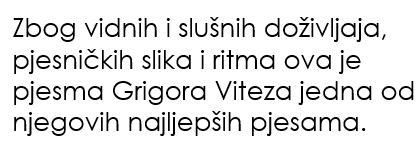 Zbog vidnih i slušnih doživljaja,
pjesničkih slika i ritma ova je
pjesma Grigora Viteza jedna od
njegovih najljepših pjesama.